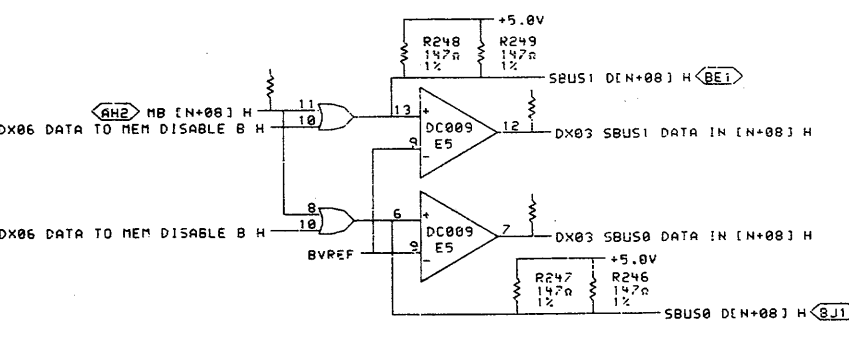 +5.0V
R248 R249
147Ω 147Ω
1% 1%
SBUS1 D[N+08] H BE1
AH2 MB [N+08] H 11
DX06 DATA TO MEM DISABLE B H 10
13 +
DC009
E5
9 -
12 DX03 SBUS1 DATA IN [N+08] H
8
DX06 DATA TO MEM DISABLE B H 10
6 +
DC009
E5
9 -
7 DX03 SBUS0 DATA IN [N+08] H
BVREF
+5.0V
R247 R246
147Ω 147Ω
1% 1%
SBUS0 D[N+08] H BJ1